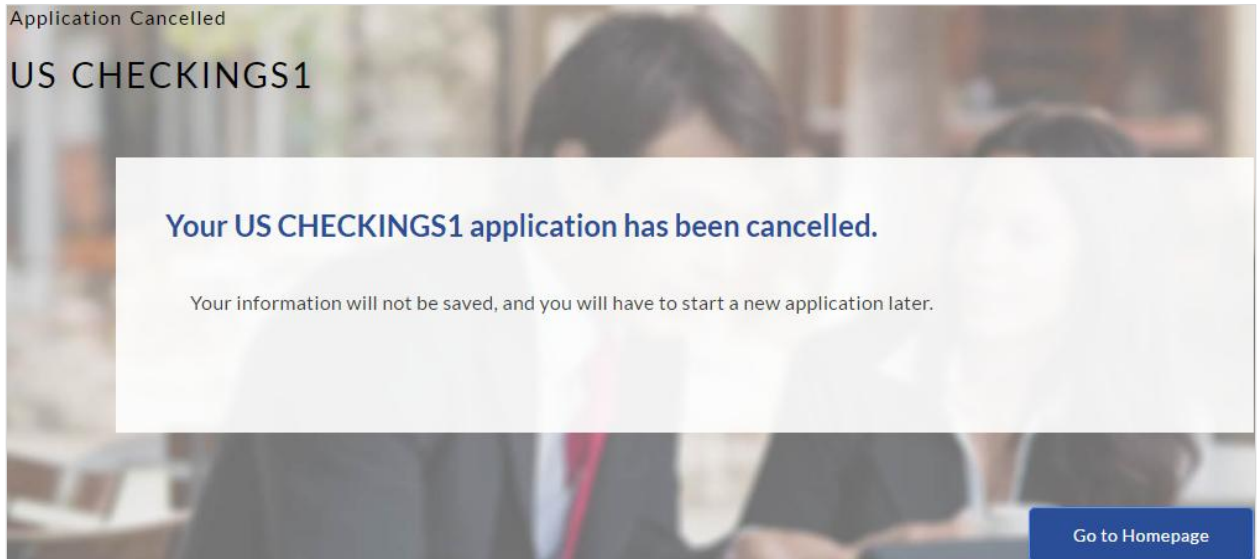 Application Cancelled
US CHECKINGS1
Your US CHECKINGS1 application has been cancelled.
Your information will not be saved, and you will have to start a new application later.
Go to Homepage